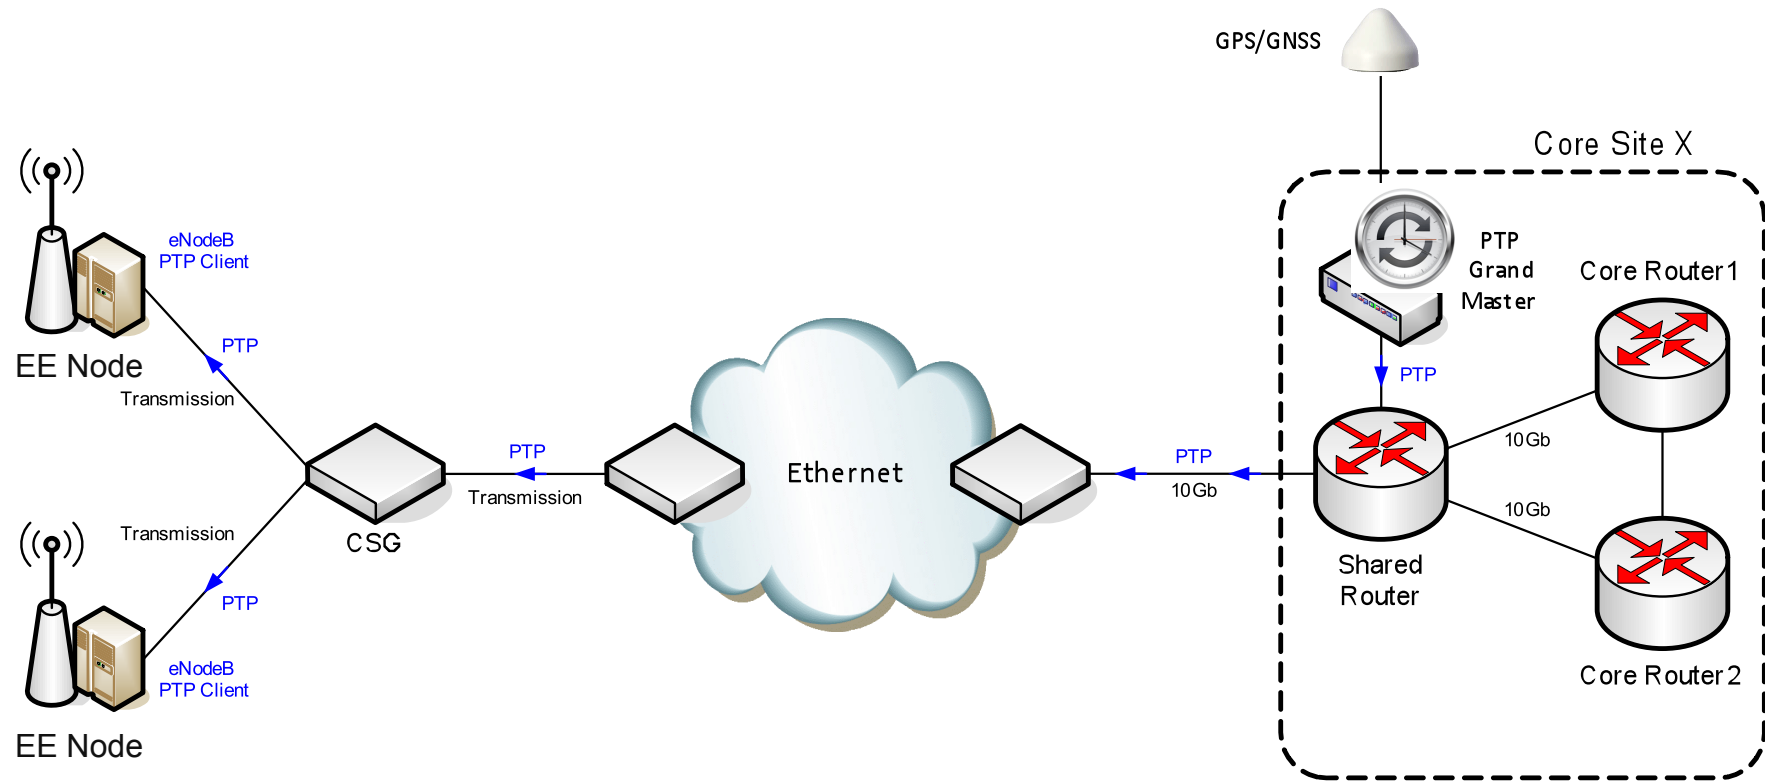 GPS/GNSS
Core Site X
eNodeB
PTP Client
EE Node
PTP
Transmission
PTP
Grand
Master
Core Router1
PTP
10Gb
Ethernet
PTP
Transmission
PTP
10Gb
CSG
Transmission
PTP
eNodeB
PTP Client
EE Node
10Gb
Shared
Router
Core Router2